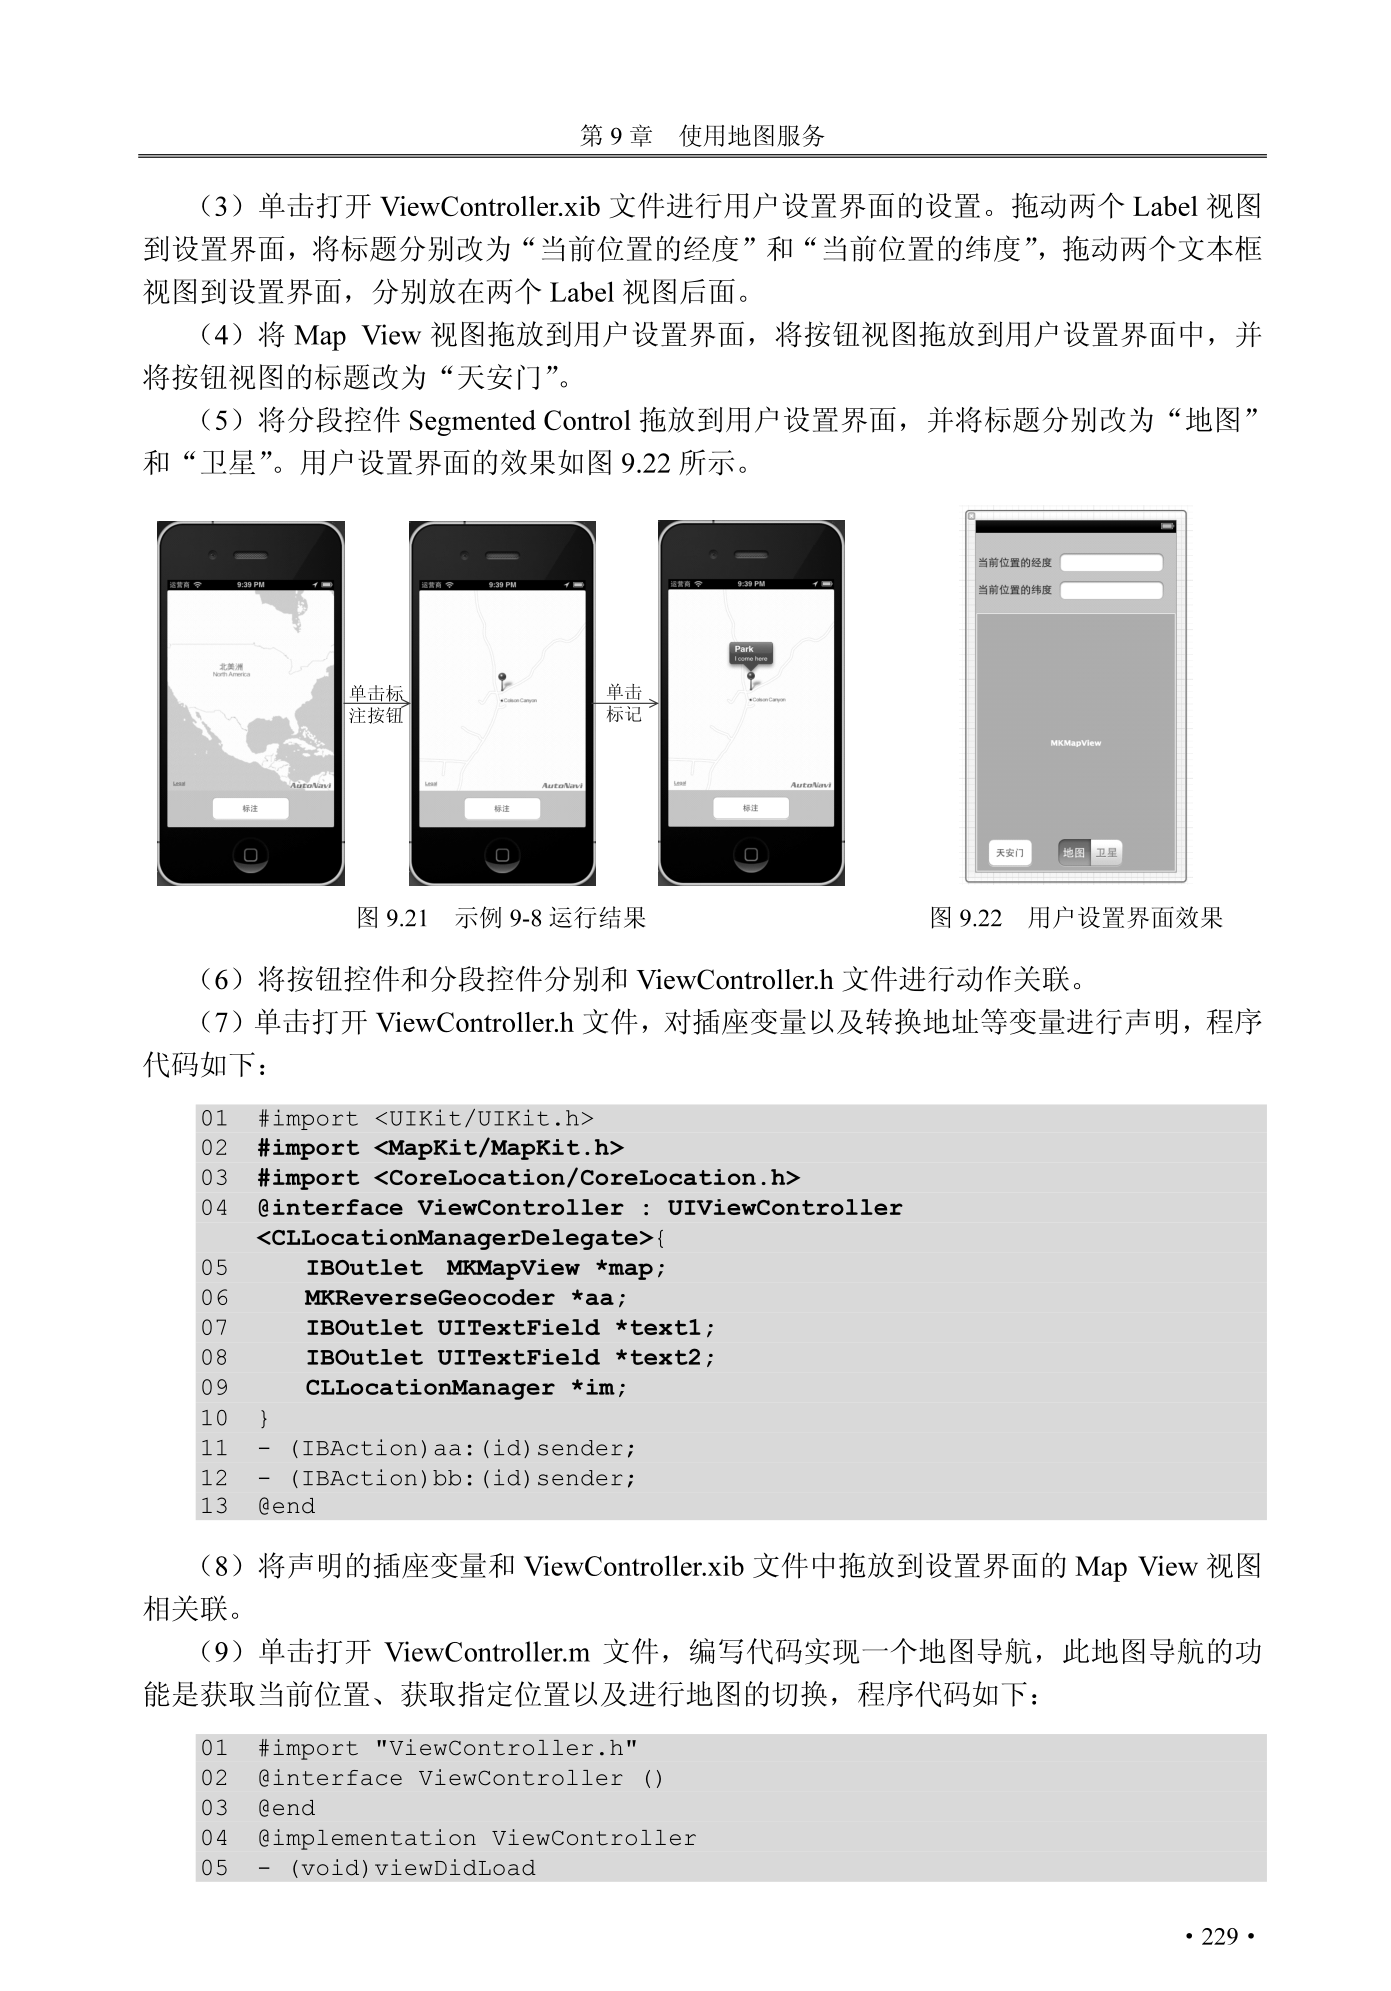 第 9 章　使用地图服务
（3）单击打开 ViewController.xib 文件进行用户设置界面的设置。拖动两个 Label 视图
到设置界面，将标题分别改为“当前位置的经度”和“当前位置的纬度”，拖动两个文本框
视图到设置界面，分别放在两个 Label 视图后面。
（4）将 Map View 视图拖放到用户设置界面，将按钮视图拖放到用户设置界面中，并
将按钮视图的标题改为“天安门”。
（5）将分段控件 Segmented Control 拖放到用户设置界面，并将标题分别改为“地图”
和“卫星”。用户设置界面的效果如图 9.22 所示。
运营商 9:39 PM
北美洲
North America
Legal AutoNavi
标注
单击标
注按钮
运营商 9:39 PM
Colson Canyon
Legal AutoNavi
标注
单击
标记
运营商 9:39 PM
Park
I come here
Colson Canyon
Legal AutoNavi
标注
当前位置的经度
当前位置的纬度
MKMapView
天安门 地图 卫星
图 9.21　示例 9-8 运行结果
图 9.22　用户设置界面效果
（6）将按钮控件和分段控件分别和 ViewController.h 文件进行动作关联。
（7）单击打开 ViewController.h 文件，对插座变量以及转换地址等变量进行声明，程序
代码如下：
01 #import <UIKit/UIKit.h>
02 #import <MapKit/MapKit.h>
03 #import <CoreLocation/CoreLocation.h>
04 @interface ViewController : UIViewController
<CLLocationManagerDelegate>{
05 IBOutlet MKMapView *map;
06 MKReverseGeocoder *aa;
07 IBOutlet UITextField *text1;
08 IBOutlet UITextField *text2;
09 CLLocationManager *im;
10 }
11 - (IBAction)aa:(id)sender;
12 - (IBAction)bb:(id)sender;
13 @end
（8）将声明的插座变量和 ViewController.xib 文件中拖放到设置界面的 Map View 视图
相关联。
（9）单击打开 ViewController.m 文件，编写代码实现一个地图导航，此地图导航的功
能是获取当前位置、获取指定位置以及进行地图的切换，程序代码如下：
01 #import "ViewController.h"
02 @interface ViewController ()
03 @end
04 @implementation ViewController
05 - (void)viewDidLoad
• 229 •